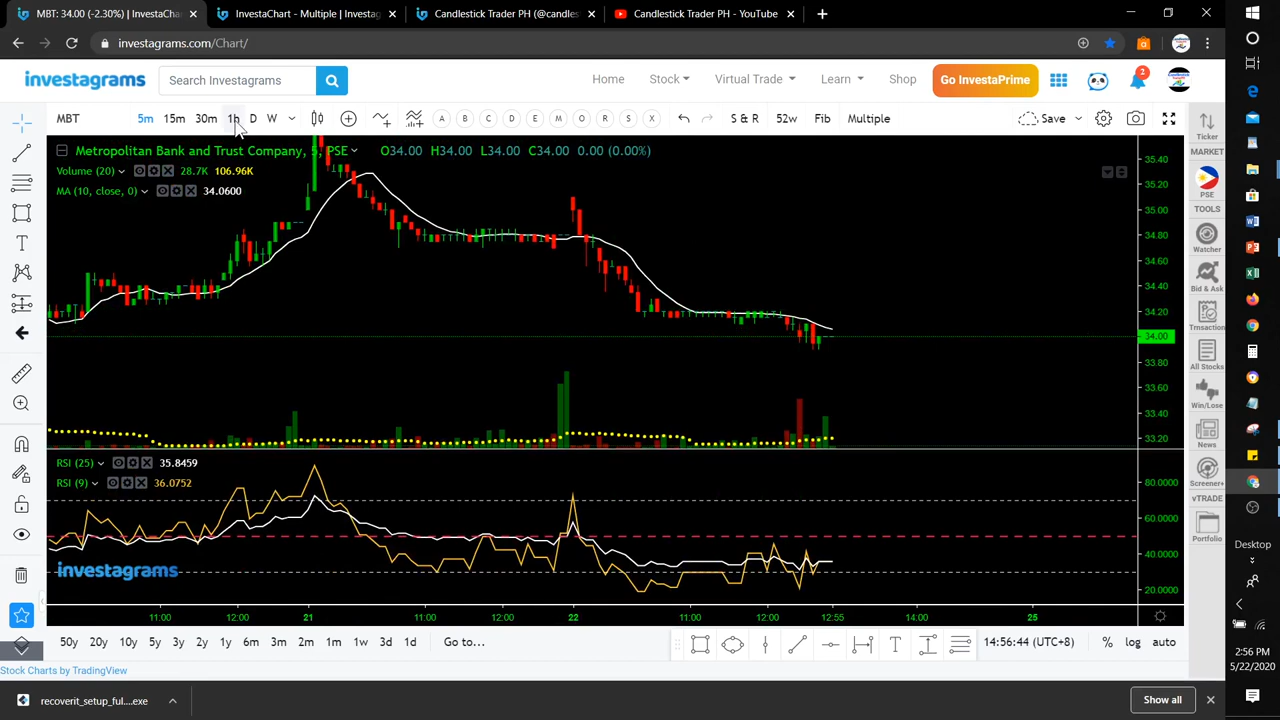 MBT: 34.00 (-2.30%) | InvestaChar
InvestaChart - Multiple | Investag
Candlestick Trader PH (@candles
Candlestick Trader PH - YouTube
investagrams.com/Chart/
investagrams
Search Investagrams
Home
Stock
Virtual Trade
Learn
Shop
Go InvestaPrime
2
MBT
5m
15m
30m
1h
D
W
A
B
C
D
E
M
O
R
S
X
S & R
52w
Fib
Multiple
Save
Metropolitan Bank and Trust Company, 5, PSE
O34.00 H34.00 L34.00 C34.00 0.00 (0.00%)
Volume (20)
28.7K 106.96K
MA (10, close, 0)
34.0600
35.40
35.20
35.00
34.80
34.60
34.40
34.20
34.00
33.80
33.60
33.40
33.20
RSI (25)
35.8459
RSI (9)
36.0752
80.0000
60.0000
40.0000
20.0000
investagrams
11:00
12:00
21
11:00
12:00
22
11:00
12:00
12:55
14:00
25
50y
20y
10y
5y
3y
2y
1y
6m
3m
2m
1m
1w
3d
1d
Go to...
T
14:56:44 (UTC+8)
%
log
auto
Stock Charts by TradingView
Ticker
MARKET
PSE
TOOLS
Watcher
Bid & Ask
Trnsaction
All Stocks
Win/Lose
News
Screener+
vTRADE
Portfolio
Desktop
2:56 PM
5/22/2020
recoverit_setup_ful....exe
Show all